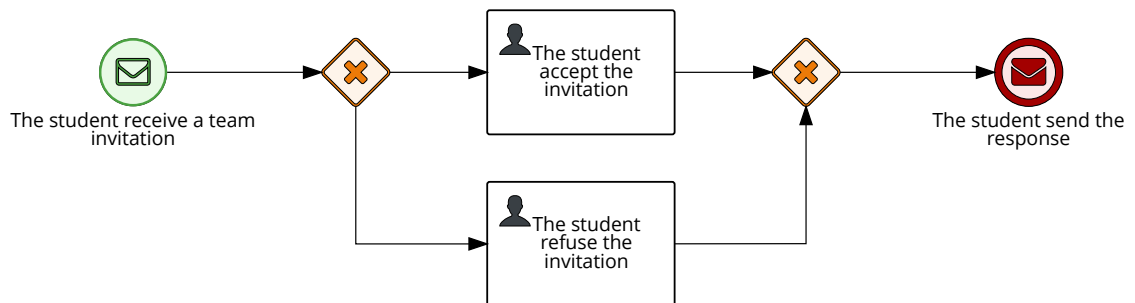 The student receive a team
invitation
The student
accept the
invitation
The student
refuse the
invitation
The student send the
response